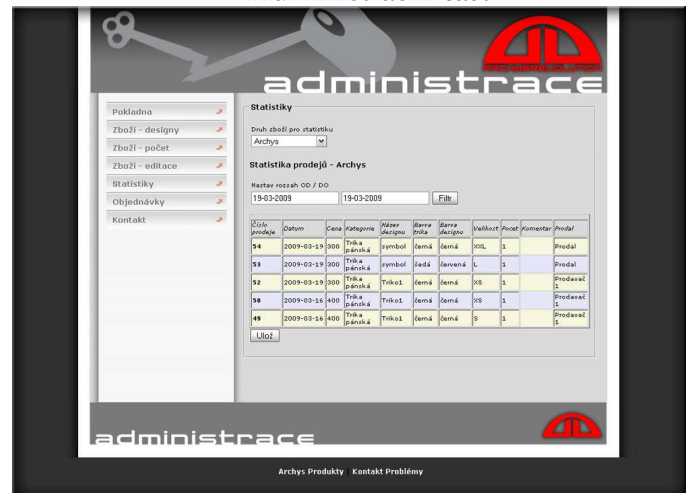 administrace
Pokladna
Zboží - designy
Zboží - počet
Zboží - editace
Statistiky
Objednávky
Kontakt
Statistiky
Druh zboží pro statistiku
Archys
Statistika prodejů - Archys
Nastav rozsah OD / DO
19-03-2009 19-03-2009 Filtr
Číslo prodeje Datum Cena Kategorie Název designu Barva trika Barva designu Velikost Pocet Komentar Prodal
54 2009-03-19 300 Trika pánská symbol černá černá XXL 1 Prodal
53 2009-03-19 300 Trika pánská symbol šedá červená L 1 Prodal
52 2009-03-19 300 Trika pánská Triko1 černá černá XS 1 Prodavač 1
50 2009-03-16 400 Trika pánská Triko1 černá černá XS 1 Prodavač 1
49 2009-03-16 400 Trika pánská Triko1 černá černá S 1 Prodavač 1
Ulož
administrace
Archys Produkty | Kontakt Problémy